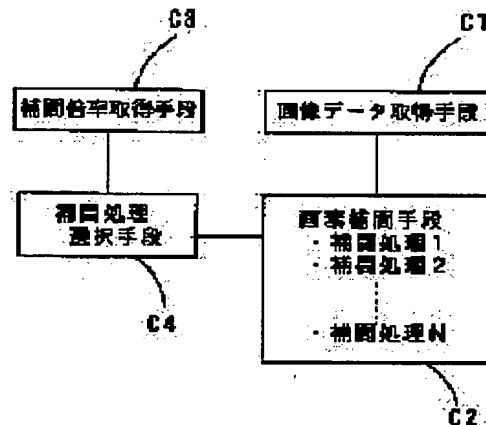 C3
C1
補間倍率取得手段
画像データ取得手段
補間処理
選択手段
画素補間手段
・補間処理1
・補間処理2
・補間処理N
C4
C2